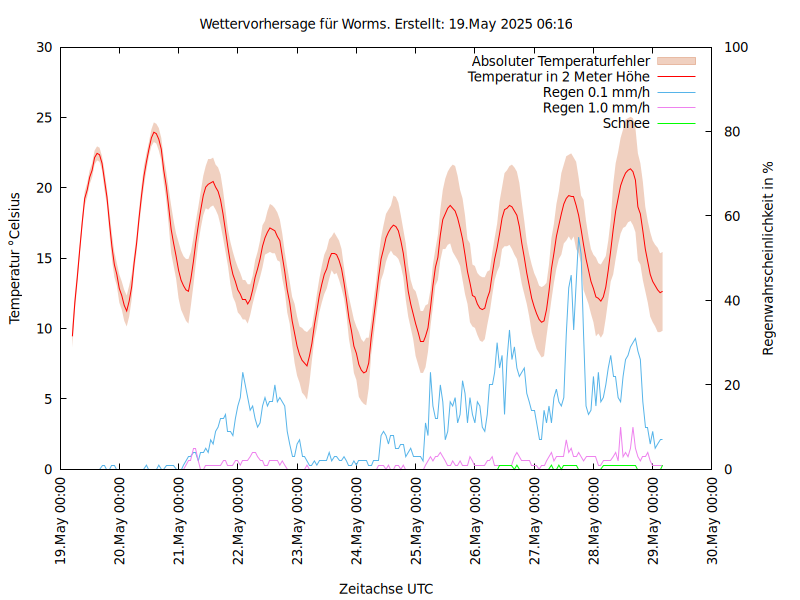 Wettervorhersage für Worms. Erstellt: 19.May 2025 06:16
Absoluter Temperaturfehler
Temperatur in 2 Meter Höhe
Regen 0.1 mm/h
Regen 1.0 mm/h
Schnee
Temperatur °Celsius
30
25
20
15
10
5
0
Regenwahrscheinlichkeit in %
100
80
60
40
20
0
19.May 00:00
20.May 00:00
21.May 00:00
22.May 00:00
23.May 00:00
24.May 00:00
25.May 00:00
26.May 00:00
27.May 00:00
28.May 00:00
29.May 00:00
30.May 00:00
Zeitachse UTC